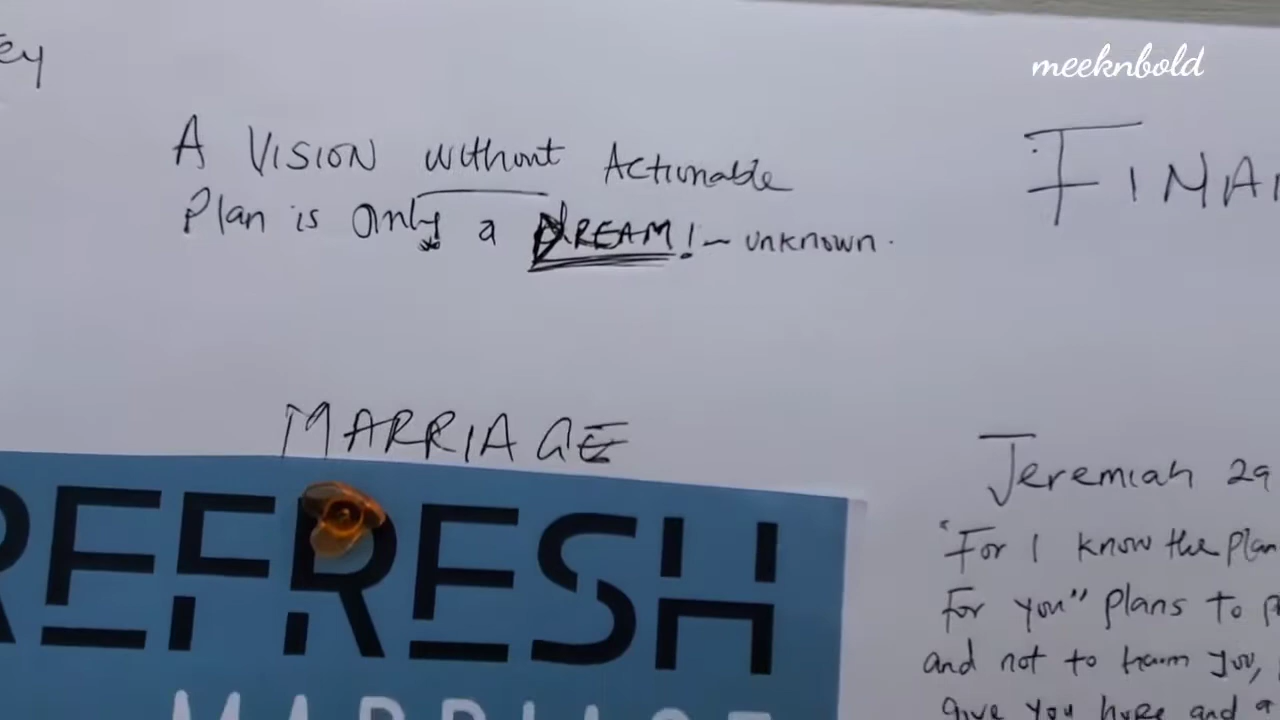 meeknbold
A VISION without Actionable
Plan is only a DREAM! - unknown.
MARRIAGE
REFRESH
MARRIAGE
Jeremiah 29
"For I know the plan
For you" plans to
and not to harm you,
give you hope and a